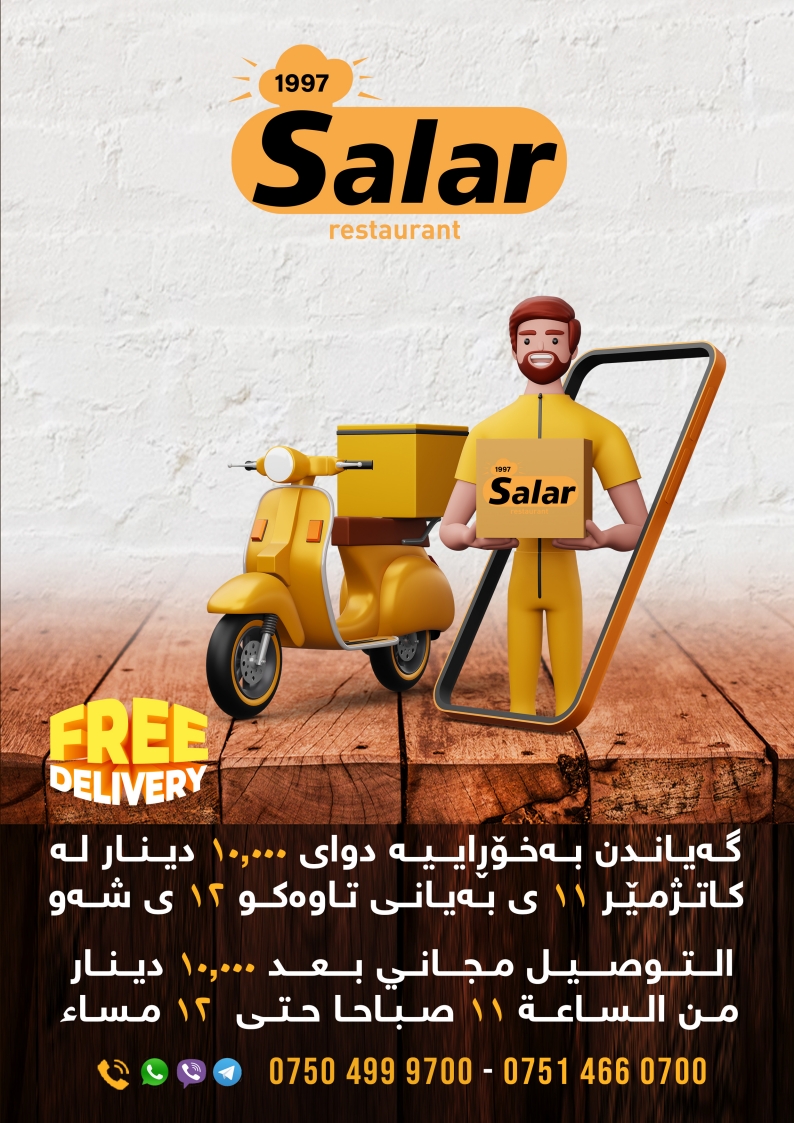 1997
Salar
restaurant
1997
Salar
FREE
DELIVERY
گەیاندن بەخۆڕاییە دوای ١٠,٠٠٠ دینار لە
کاتژمێر ١١ ی بەیانی تاوەکو ١٢ ی شەو
التوصيل مجاني بعد ١٠,٠٠٠ دينار
من الساعة ١١ صباحا حتى ١٢ مساء
0750 499 9700 - 0751 466 0700